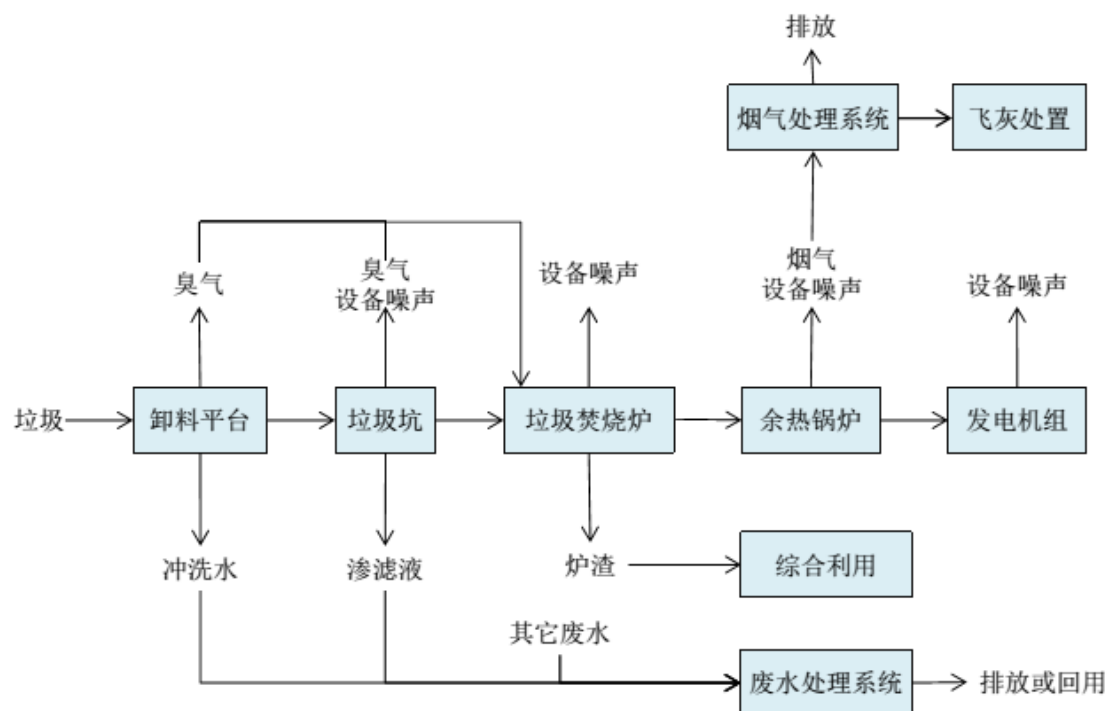 排放
烟气处理系统
飞灰处置
臭气
臭气
设备噪声
设备噪声
烟气
设备噪声
设备噪声
垃圾
卸料平台
垃圾坑
垃圾焚烧炉
余热锅炉
发电机组
冲洗水
渗滤液
炉渣
综合利用
其它废水
废水处理系统
排放或回用